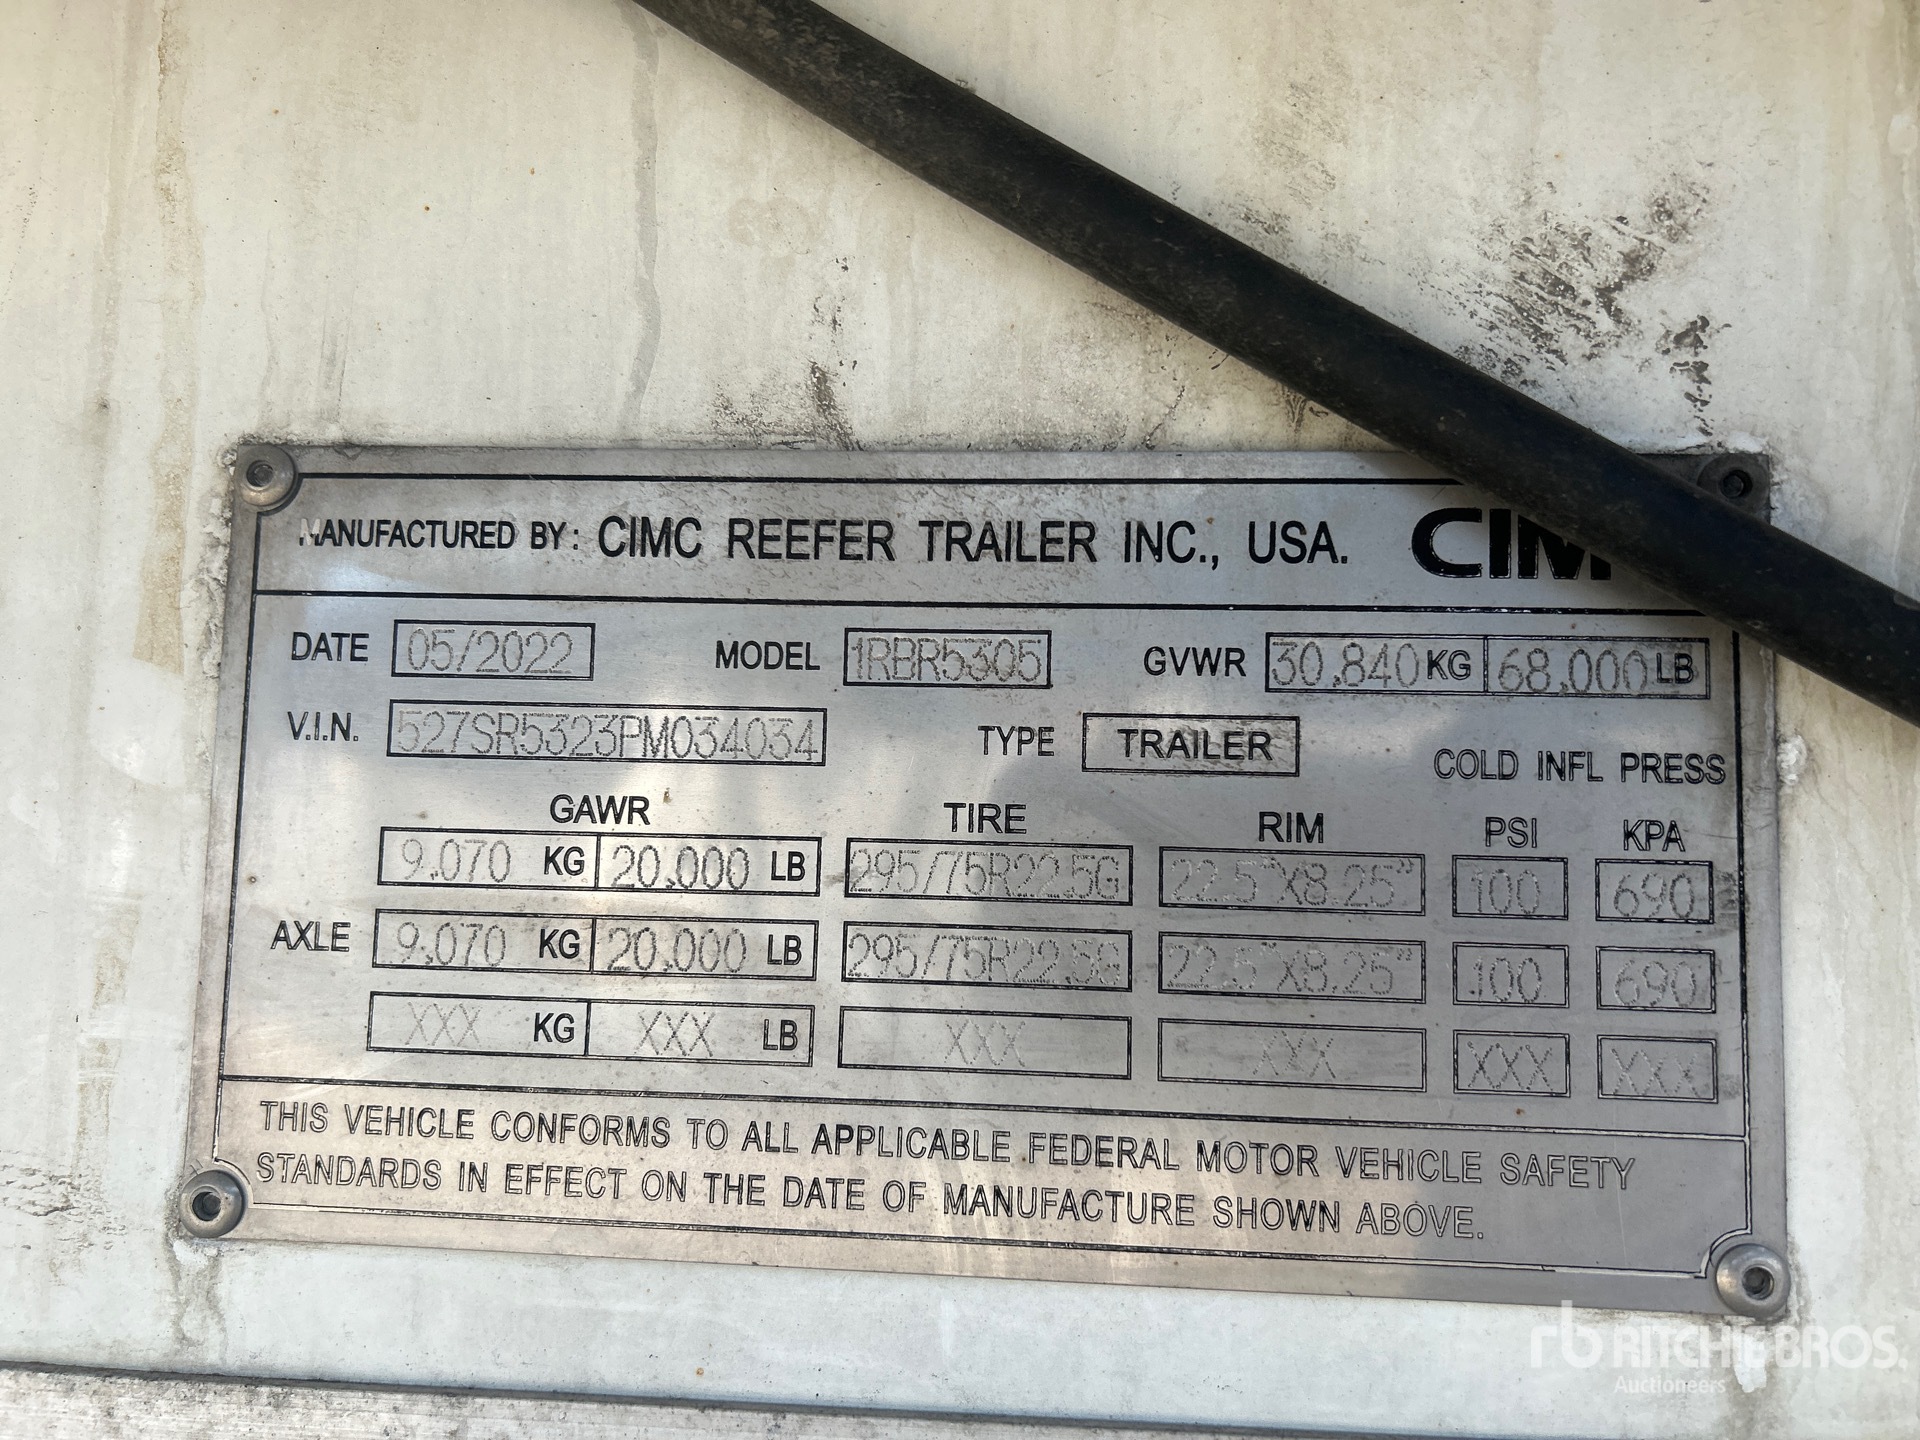 MANUFACTURED BY: CIMC REEFER TRAILER INC., USA. CIM
DATE 05/2022 MODEL 1RBR5305 GVWR 30,840 KG 68,000 LB
V.I.N. 527SR5323PM034034 TYPE TRAILER
COLD INFL PRESS
GAWR TIRE RIM PSI KPA
9,070 KG 20,000 LB 295/75R22.5G 22.5"X8.25" 100 690
AXLE 9,070 KG 20,000 LB 295/75R22.5G 22.5"X8.25" 100 690
XXX KG XXX LB XXX XXX XXX XXX
THIS VEHICLE CONFORMS TO ALL APPLICABLE FEDERAL MOTOR VEHICLE SAFETY
STANDARDS IN EFFECT ON THE DATE OF MANUFACTURE SHOWN ABOVE.
rb RITCHIE BROS.
Auctioneers